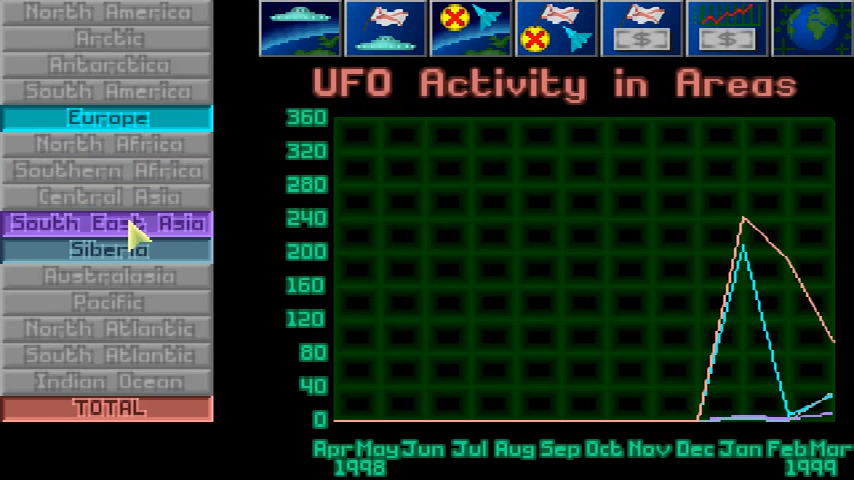 North America
Arctic
Antarctica
South America
Europe
North Africa
Southern Africa
Central Asia
South East Asia
Siberia
Australasia
Pacific
North Atlantic
South Atlantic
Indian Ocean
TOTAL
$ $
UFO Activity in Areas
360
320
280
240
200
160
120
80
40
0
Apr May Jun Jul Aug Sep Oct Nov Dec Jan Feb Mar
1998 1999